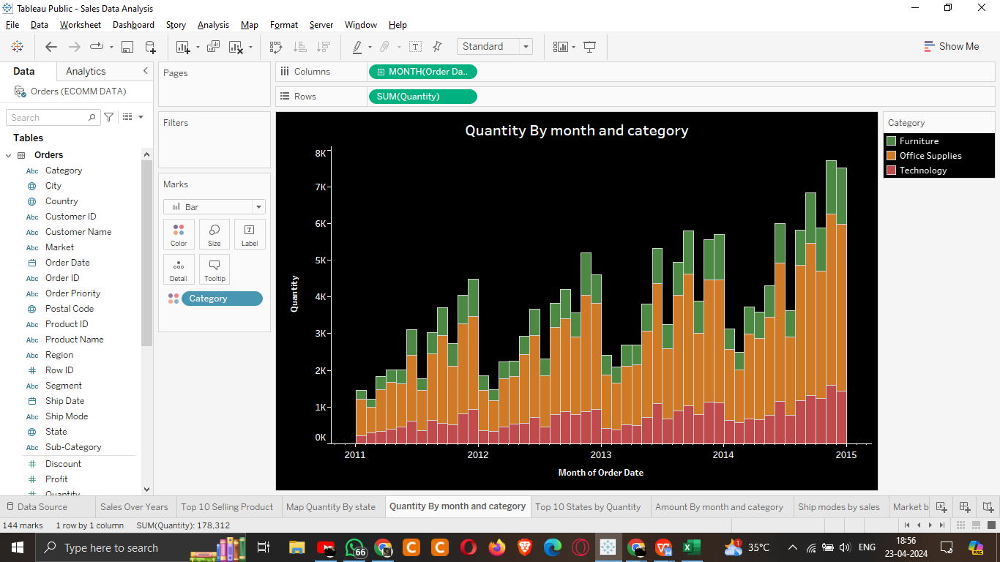 Tableau Public - Sales Data Analysis
File Data Worksheet Dashboard Story Analysis Map Format Server Window Help
Standard
Show Me
Data Analytics
Orders (ECOMM DATA)
Search
Tables
Orders
Abc Category
City
Country
Abc Customer ID
Abc Customer Name
Abc Market
Order Date
Abc Order ID
Abc Order Priority
Postal Code
Abc Product ID
Abc Product Name
Abc Region
Row ID
Abc Segment
Ship Date
Abc Ship Mode
State
Abc Sub-Category
Discount
Profit
Quantity
Pages
Filters
Marks
Bar
Color Size Label
Detail Tooltip
Category
Columns MONTH(Order Da..
Rows SUM(Quantity)
Quantity By month and category
8K
7K
6K
5K
4K
3K
2K
1K
0K
Quantity
2011 2012 2013 2014 2015
Month of Order Date
Category
Furniture
Office Supplies
Technology
Data Source Sales Over Years Top 10 Selling Product Map Quantity By state Quantity By month and category Top 10 States by Quantity Amount By month and category Ship modes by sales Market b
144 marks 1 row by 1 column SUM(Quantity): 178,312
Type here to search
66
35°C
ENG
18:56
23-04-2024
PRE